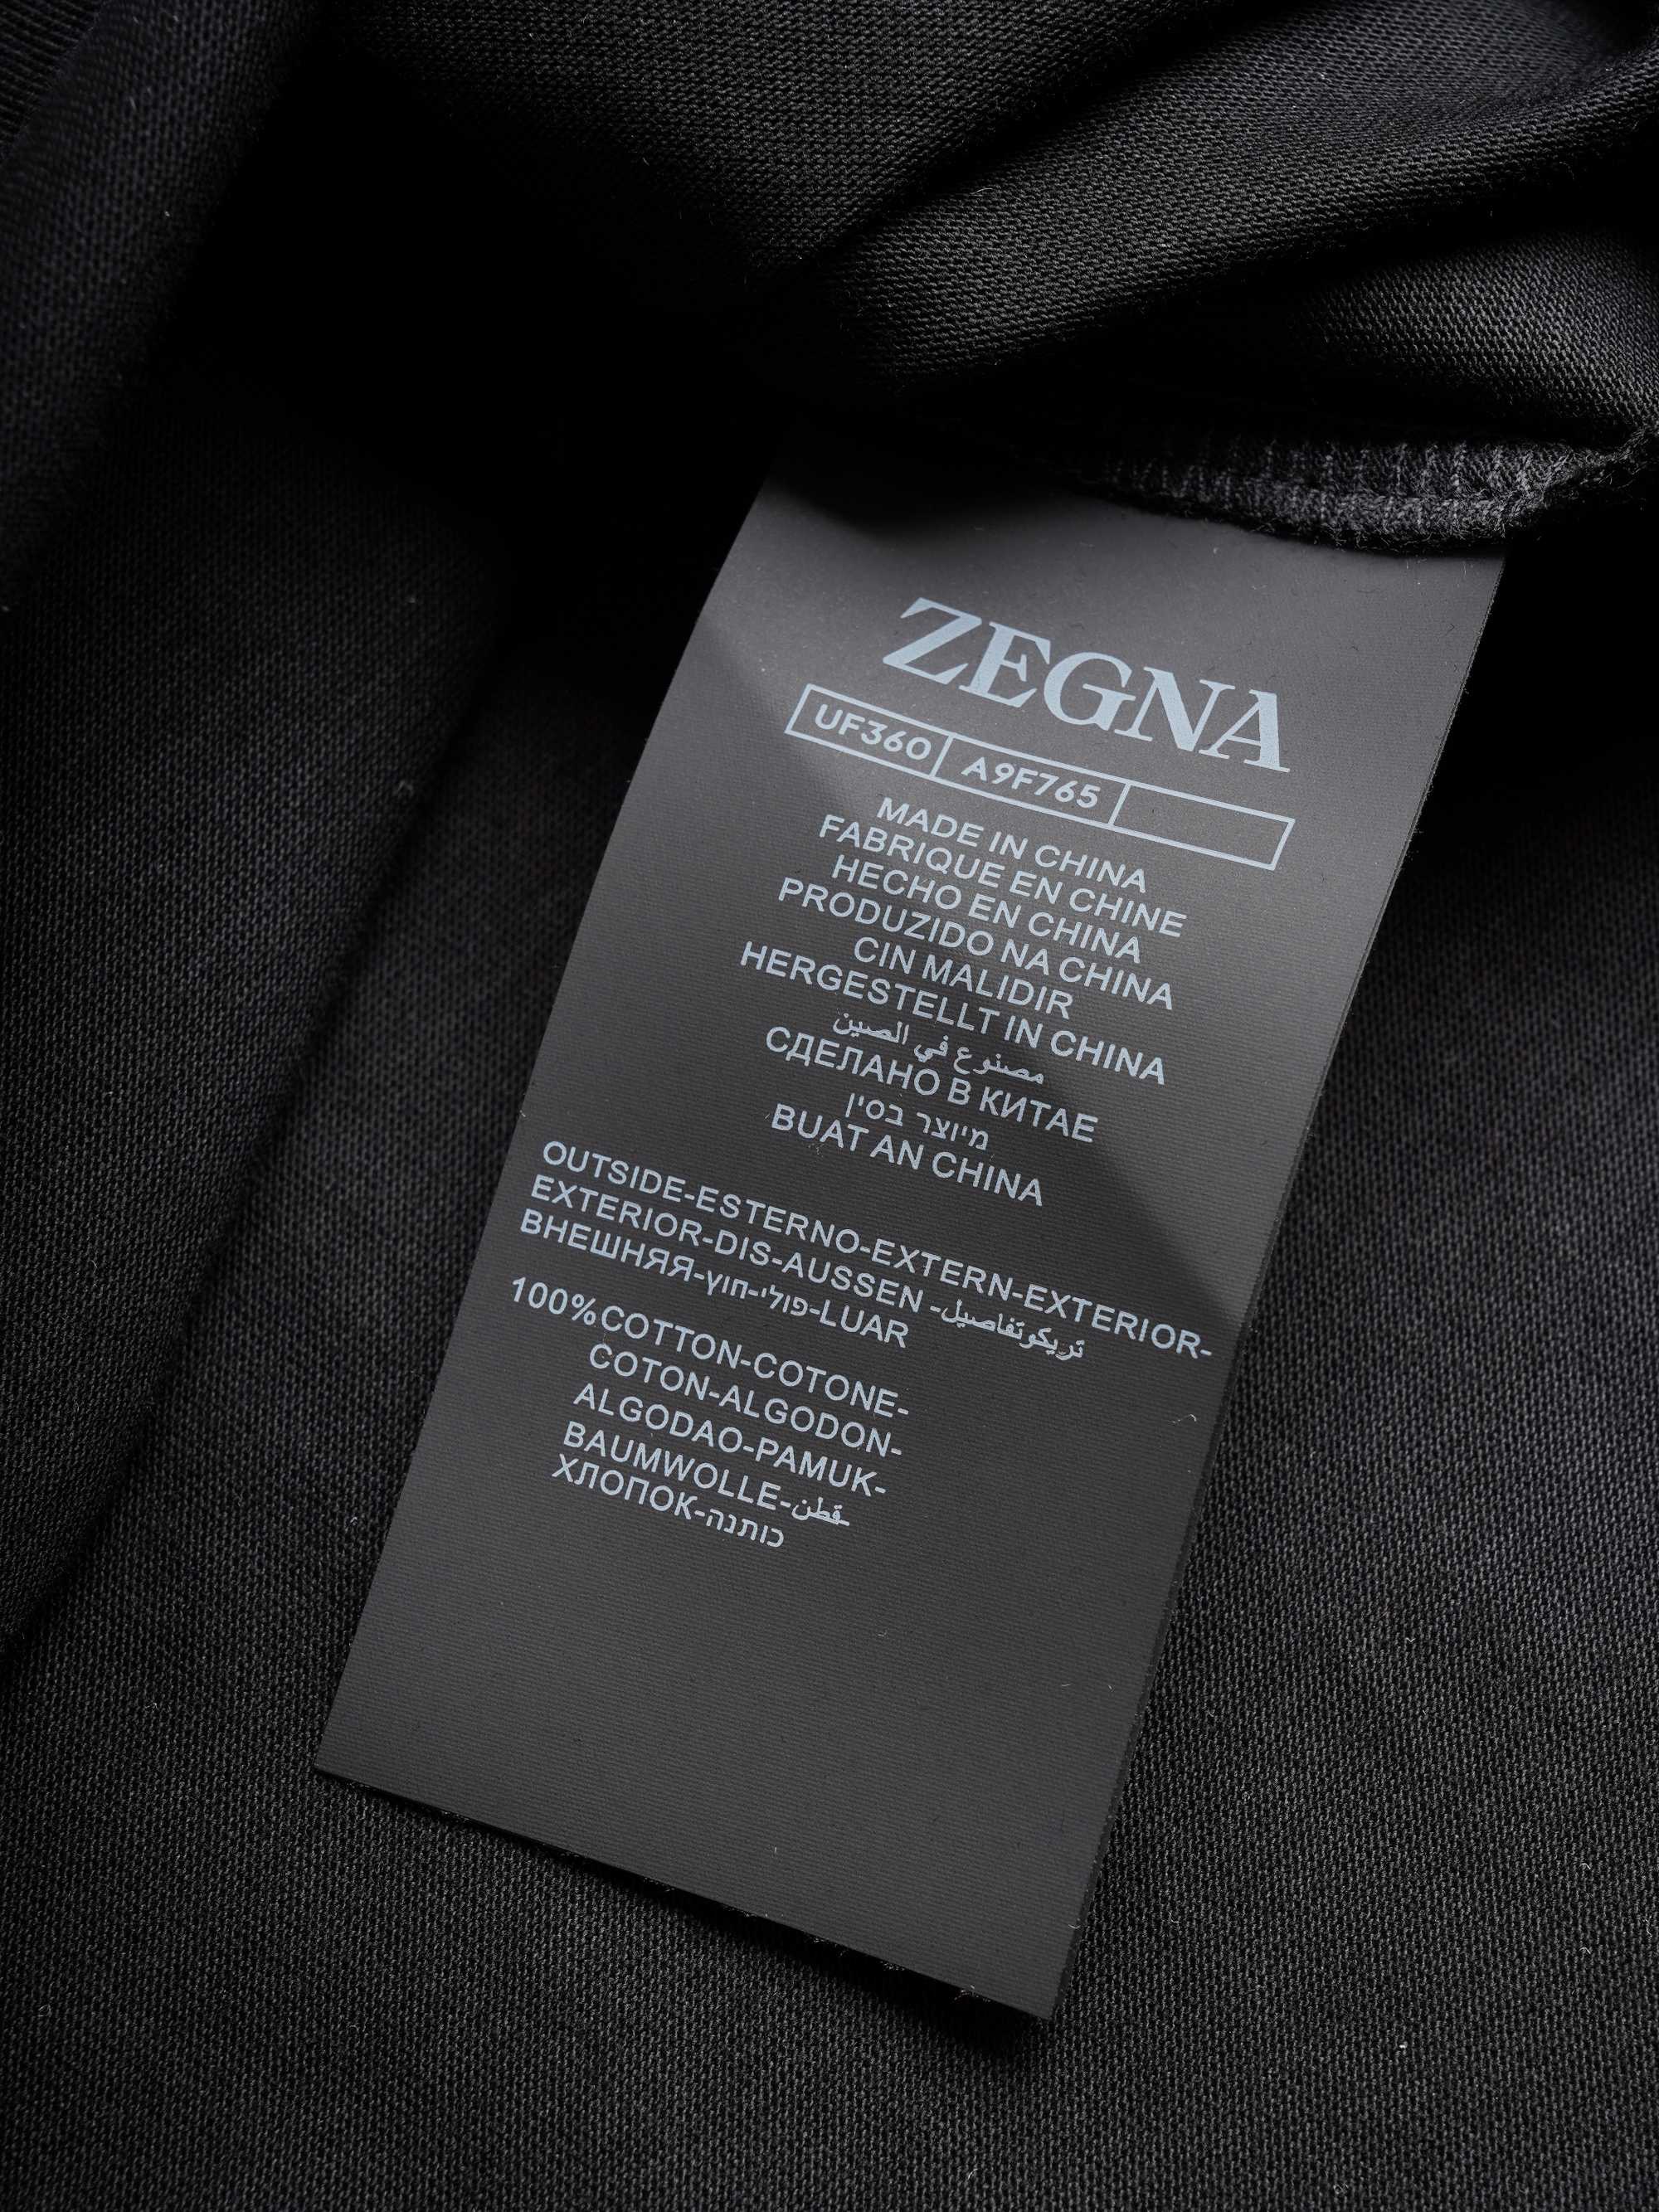 ZEGNA
UF360 A9F765
MADE IN CHINA
FABRIQUE EN CHINE
HECHO EN CHINA
PRODUZIDO NA CHINA
CIN MALIDIR
HERGESTELLT IN CHINA
مصنوع في الصين
СДЕЛАНО В КИТАЕ
מיוצר בסין
BUAT AN CHINA
OUTSIDE-ESTERNO-EXTERN-EXTERIOR-
EXTERIOR-DIS-AUSSEN-تريكوتفاصيل
ВНЕШНЯЯ-פולי-חוץ-LUAR
100%COTTON-COTONE-
COTON-ALGODON-
ALGODAO-PAMUK-
BAUMWOLLE-قطن-
ХЛОПОК-כותנה